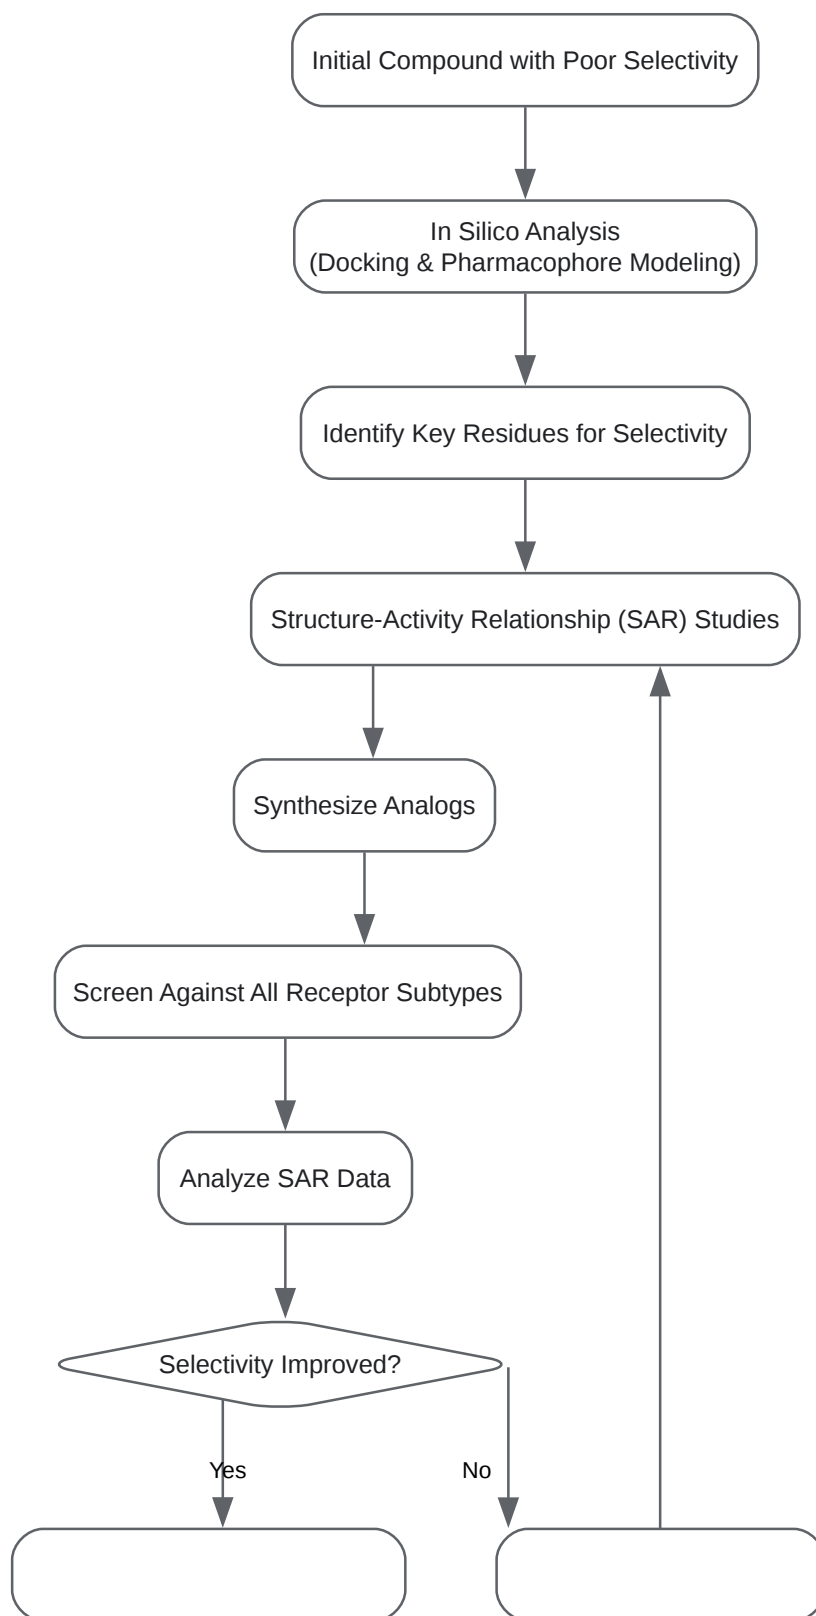 Initial Compound with Poor Selectivity
In Silico Analysis
(Docking & Pharmacophore Modeling)
Identify Key Residues for Selectivity
Structure-Activity Relationship (SAR) Studies
Synthesize Analogs
Screen Against All Receptor Subtypes
Analyze SAR Data
Selectivity Improved?
Yes
No